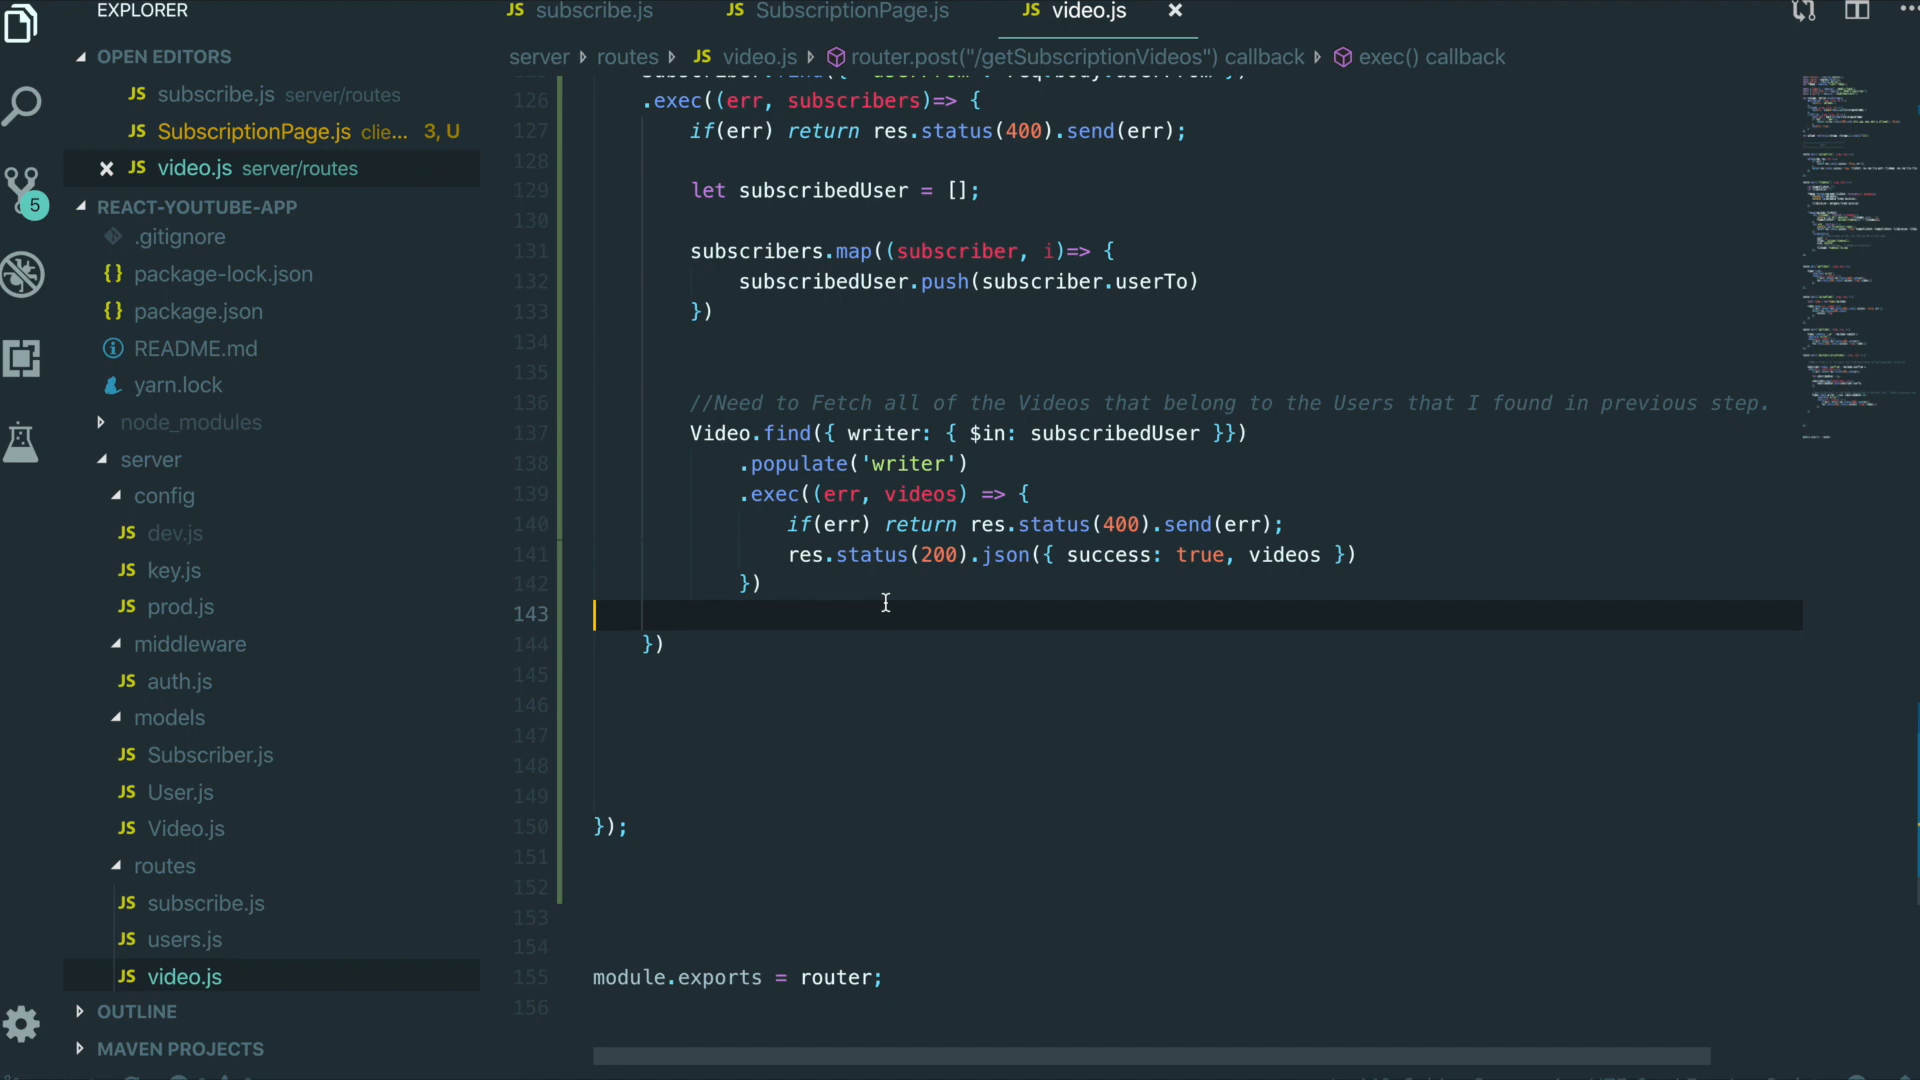 EXPLORER
OPEN EDITORS
JS subscribe.js server/routes
JS SubscriptionPage.js clie... 3, U
JS video.js server/routes
5
REACT-YOUTUBE-APP
.gitignore
{} package-lock.json
{} package.json
README.md
yarn.lock
node_modules
server
config
JS dev.js
JS key.js
JS prod.js
middleware
JS auth.js
models
JS Subscriber.js
JS User.js
JS Video.js
routes
JS subscribe.js
JS users.js
JS video.js
OUTLINE
MAVEN PROJECTS
JS subscribe.js JS SubscriptionPage.js JS video.js
server routes JS video.js router.post("/getSubscriptionVideos") callback exec() callback
126 .exec((err, subscribers)=> {
127 if(err) return res.status(400).send(err);
128
129 let subscribedUser = [];
130
131 subscribers.map((subscriber, i)=> {
132 subscribedUser.push(subscriber.userTo)
133 })
134
135
136 //Need to Fetch all of the Videos that belong to the Users that I found in previous step.
137 Video.find({ writer: { $in: subscribedUser }})
138 .populate('writer')
139 .exec((err, videos) => {
140 if(err) return res.status(400).send(err);
141 res.status(200).json({ success: true, videos })
142 })
143
144 })
145
146
147
148
149
150 });
151
152
153
154
155 module.exports = router;
156